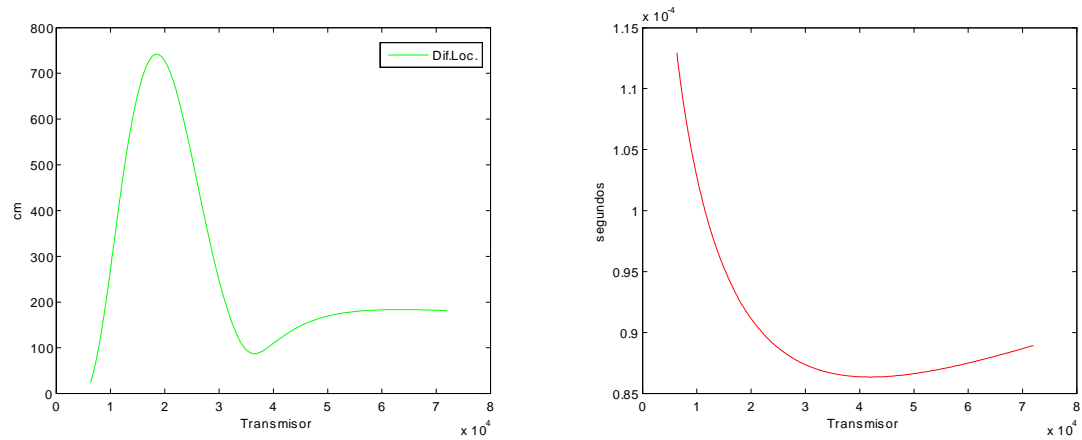 800
700
600
500
400
300
200
100
0
cm
Dif.Loc.
0 1 2 3 4 5 6 7 8
Transmisor
x 10^4
x 10^-4
1.15
1.1
1.05
1
0.95
0.9
0.85
segundos
0 1 2 3 4 5 6 7 8
Transmisor
x 10^4